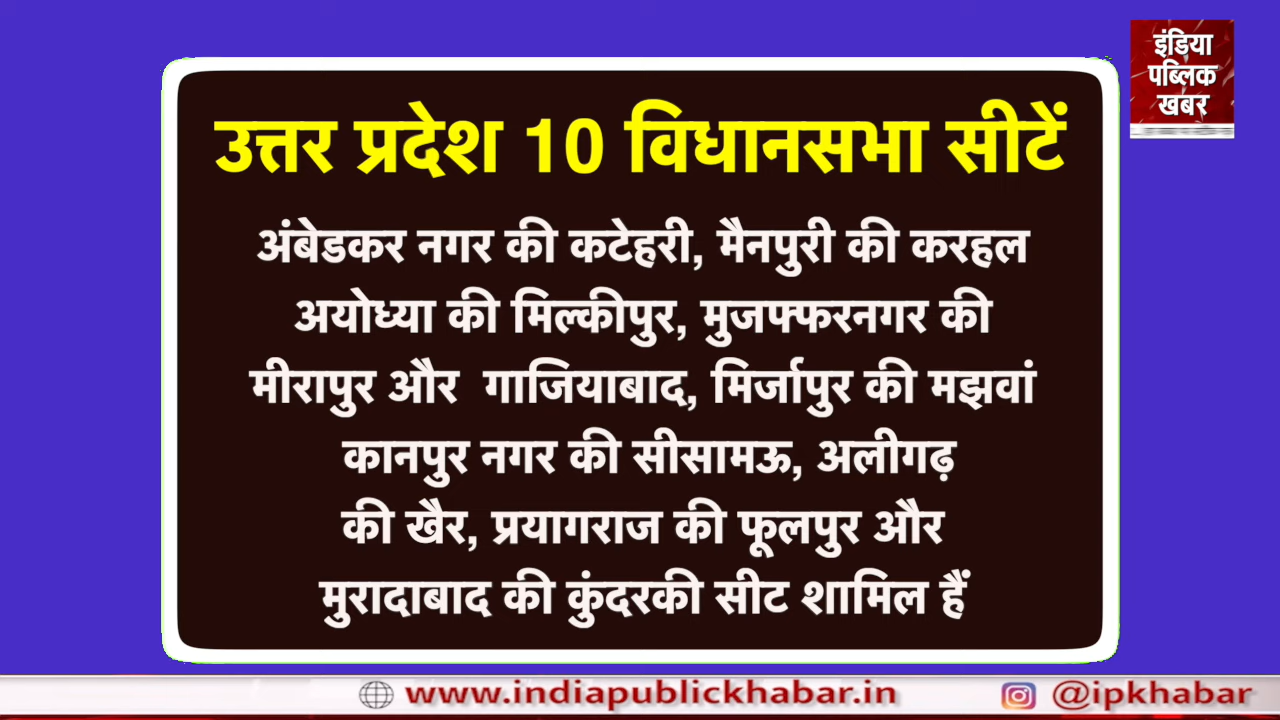 इंडिया
पब्लिक
खबर
उत्तर प्रदेश 10 विधानसभा सीटें
अंबेडकर नगर की कटेहरी, मैनपुरी की करहल
अयोध्या की मिल्कीपुर, मुजफ्फरनगर की
मीरापुर और गाजियाबाद, मिर्जापुर की मझवां
कानपुर नगर की सीसामऊ, अलीगढ़
की खैर, प्रयागराज की फूलपुर और
मुरादाबाद की कुंदरकी सीट शामिल हैं
www.indiapublickhabar.in @ipkhabar